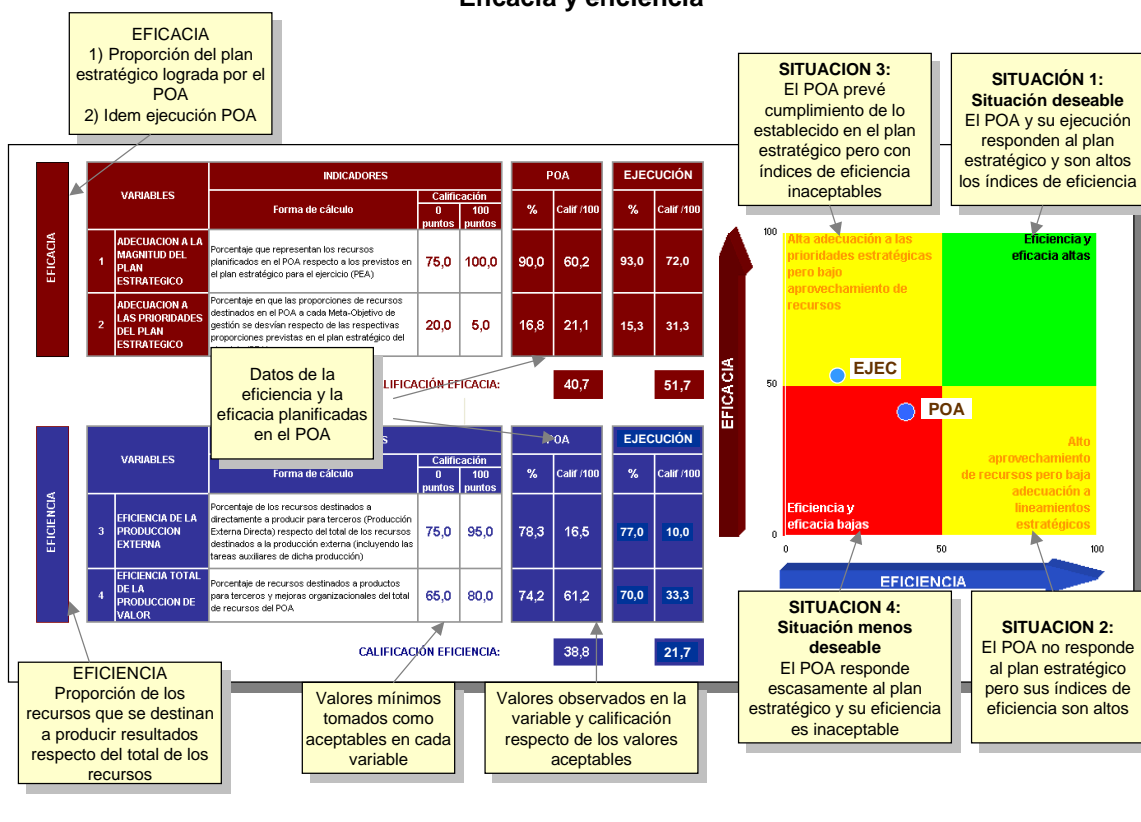 Eficacia y eficiencia
EFICACIA
1) Proporción del plan
estratégico lograda por el
POA
2) Idem ejecución POA
SITUACION 3:
El POA prevé
cumplimiento de lo
establecido en el plan
estratégico pero con
índices de eficiencia
inaceptables
SITUACIÓN 1:
Situación deseable
El POA y su ejecución
responden al plan
estratégico y son altos
los índices de eficiencia
EFICACIA
VARIABLES
INDICADORES
Forma de cálculo
Calificación
0 puntos
100 puntos
POA
% Calif /100
EJECUCIÓN
% Calif /100
1
ADECUACION A LA
MAGNITUD DEL
PLAN
ESTRATEGICO
Porcentaje que representan los recursos
planificados en el POA respecto a los previstos en
el plan estratégico para el ejercicio (PEA)
75,0 100,0 90,0 60,2 93,0 72,0
2
ADECUACION A
LAS PRIORIDADES
DEL PLAN
ESTRATEGICO
Porcentaje en que las proporciones de recursos
destinados en el POA a cada Meta-Objetivo de
gestión se desvían respecto de las respectivas
proporciones previstas en el plan estratégico del
20,0 5,0 16,8 21,1 15,3 31,3
EFICACIA: 40,7 51,7
Datos de la
eficiencia y la
eficacia planificadas
en el POA
EFICIENCIA
VARIABLES
Forma de cálculo
Calificación
0 puntos
100 puntos
POA
% Calif /100
EJECUCIÓN
% Calif /100
3
EFICIENCIA DE LA
PRODUCCION
EXTERNA
Porcentaje de los recursos destinados a
directamente a producir para terceros (Producción
Externa Directa) respecto del total de los recursos
destinados a la producción externa (incluyendo las
tareas auxiliares de dicha producción)
75,0 95,0 78,3 16,5 77,0 10,0
4
EFICIENCIA TOTAL
DE LA
PRODUCCION DE
VALOR
Porcentaje de recursos destinados a productos
para terceros y mejoras organizacionales del total
de recursos del POA
65,0 80,0 74,2 61,2 70,0 33,3
CALIFICACIÓN EFICIENCIA: 38,8 21,7
EFICACIA
100
50
0
Alta adecuación a las
prioridades estratégicas
pero bajo
aprovechamiento de
recursos
Eficiencia y
eficacia altas
EJEC
POA
Eficiencia y
eficacia bajas
Alto
aprovechamiento
de recursos pero baja
adecuación a
lineamientos
estratégicos
0 50 100
EFICIENCIA
EFICIENCIA
Proporción de los
recursos que se destinan
a producir resultados
respecto del total de los
recursos
Valores mínimos
tomados como
aceptables en cada
variable
Valores observados en la
variable y calificación
respecto de los valores
aceptables
SITUACION 4:
Situación menos
deseable
El POA responde
escasamente al plan
estratégico y su eficiencia
es inaceptable
SITUACION 2:
El POA no responde
al plan estratégico
pero sus índices de
eficiencia son altos